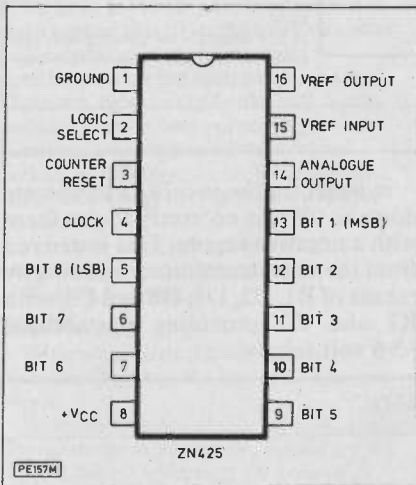 GROUND 1
LOGIC
SELECT 2
COUNTER
RESET 3
CLOCK 4
BIT 8 (LSB) 5
BIT 7 6
BIT 6 7
+VCC 8
16 VREF OUTPUT
15 VREF INPUT
14 ANALOGUE
OUTPUT
13 BIT 1 (MSB)
12 BIT 2
11 BIT 3
10 BIT 4
9 BIT 5
ZN425
PE157M